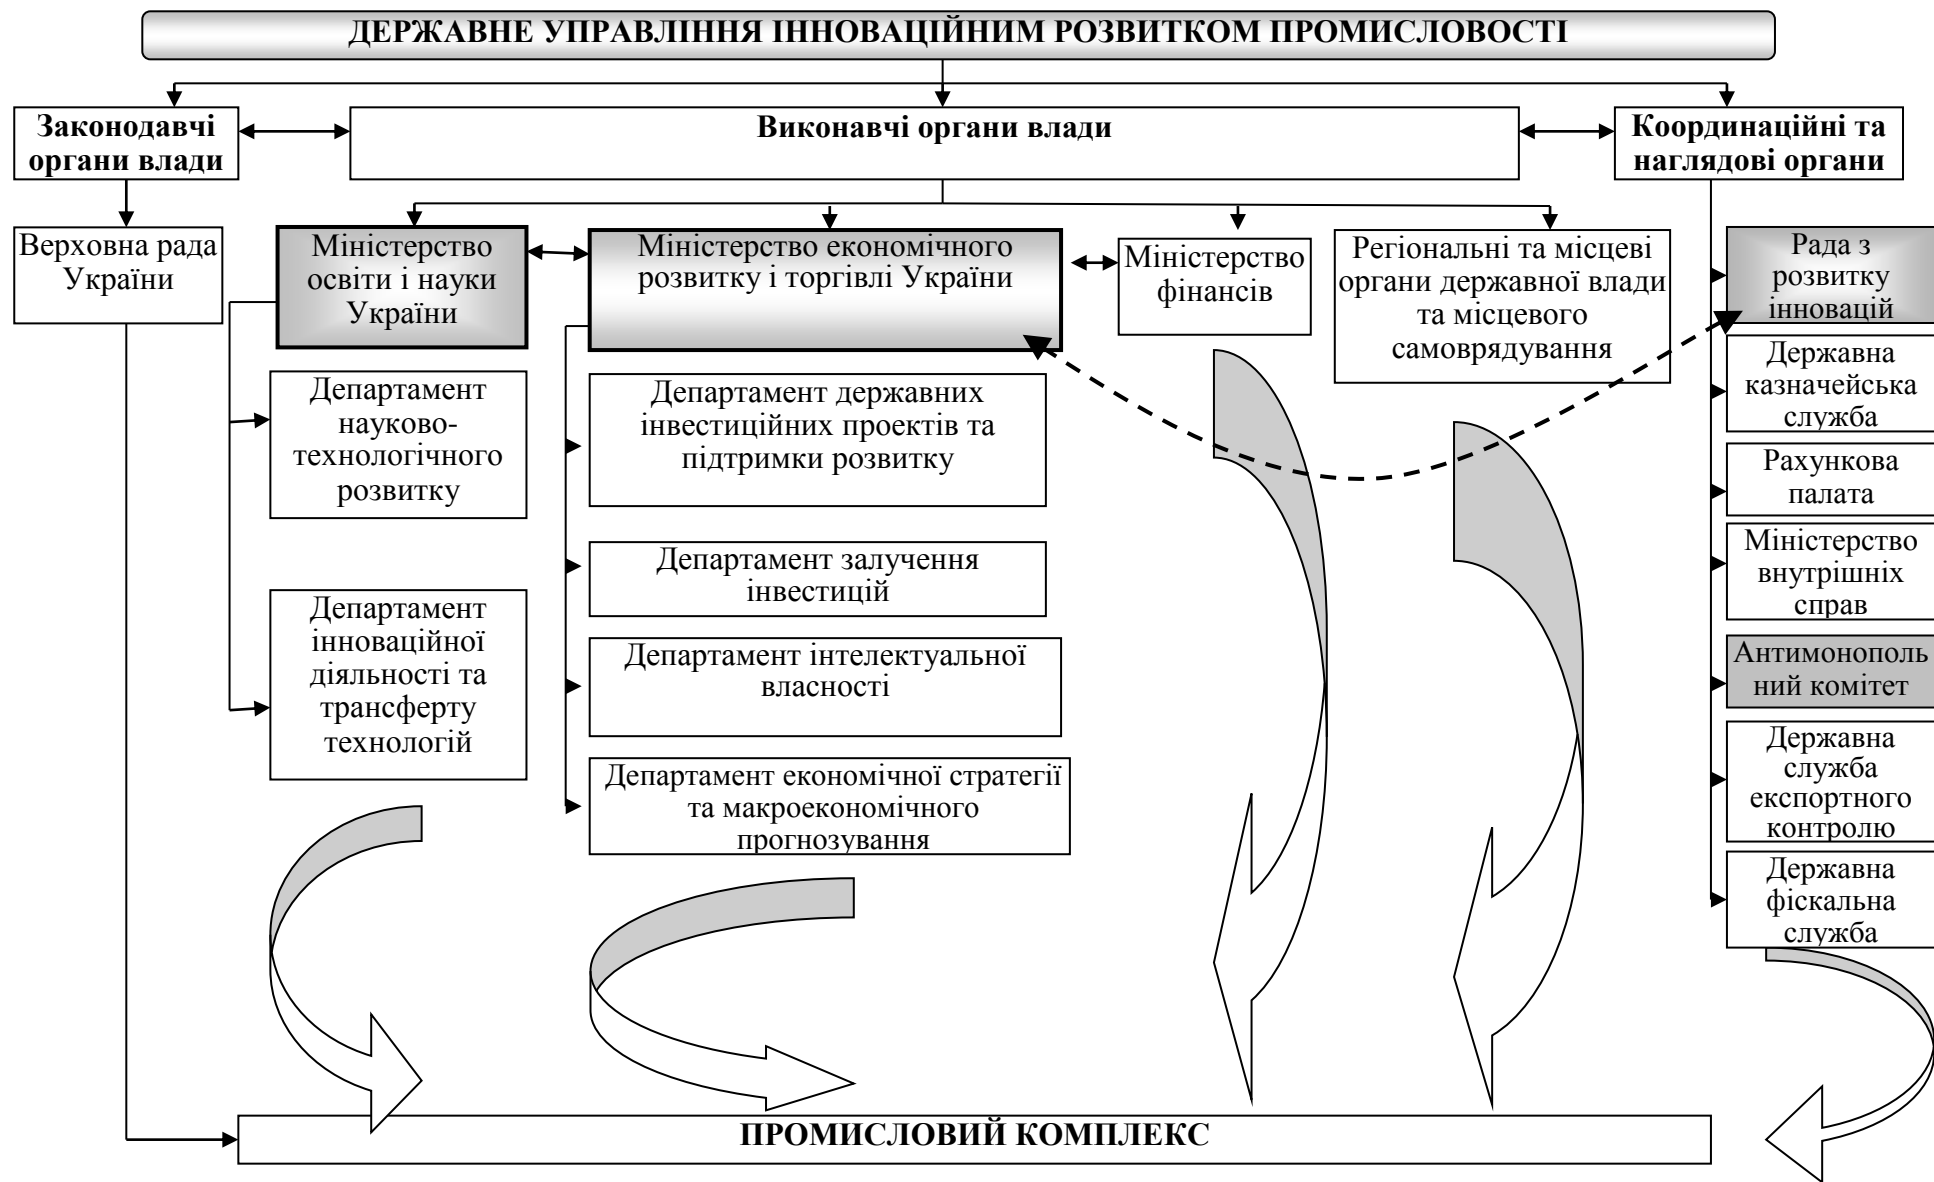 ДЕРЖАВНЕ УПРАВЛІННЯ ІННОВАЦІЙНИМ РОЗВИТКОМ ПРОМИСЛОВОСТІ
Законодавчі
органи влади
Виконавчі органи влади
Координаційні та
наглядові органи
Верховна рада
України
Міністерство
освіти і науки
України
Міністерство економічного
розвитку і торгівлі України
Міністерство
фінансів
Регіональні та місцеві
органи державної влади
та місцевого
самоврядування
Рада з
розвитку
інновацій
Департамент
науково-
технологічного
розвитку
Департамент
інноваційної
діяльності та
трансферту
технологій
Департамент державних
інвестиційних проектів та
підтримки розвитку
Департамент залучення
інвестицій
Департамент інтелектуальної
власності
Департамент економічної стратегії
та макроекономічного
прогнозування
Державна
казначейська
служба
Рахункова
палата
Міністерство
внутрішніх
справ
Антимонополь
ний комітет
Державна
служба
експортного
контролю
Державна
фіскальна
служба
ПРОМИСЛОВИЙ КОМПЛЕКС